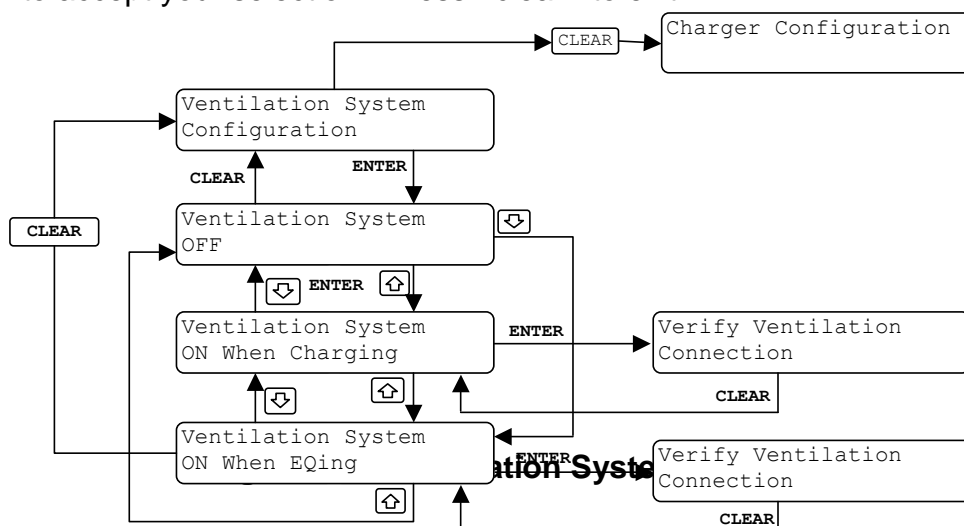 CLEAR
Charger Configuration
Ventilation System
Configuration
CLEAR
ENTER
CLEAR
Ventilation System
OFF
ENTER
Ventilation System
ON When Charging
ENTER
Verify Ventilation
Connection
CLEAR
Ventilation System
ON When EQing
ENTER
Verify Ventilation
Connection
CLEAR